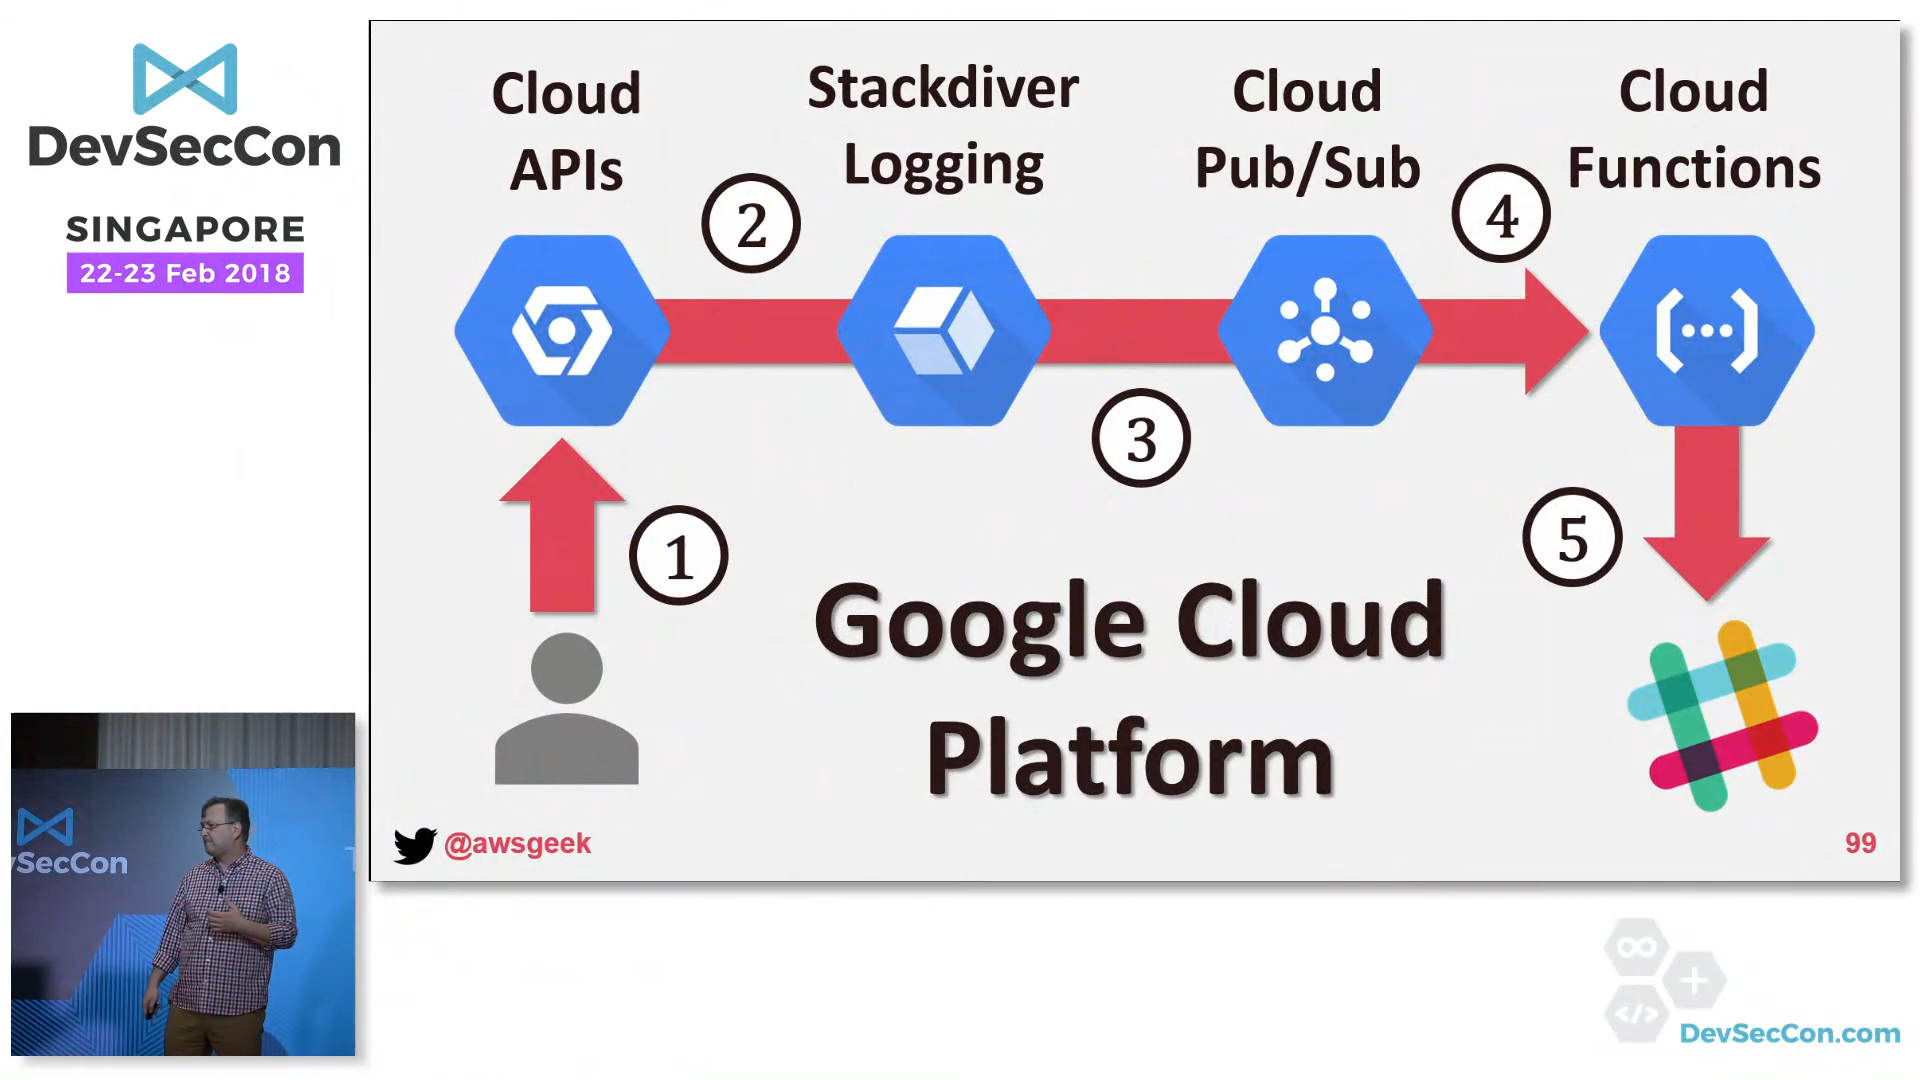 DevSecCon
SINGAPORE
22-23 Feb 2018
Cloud
APIs
Stackdiver
Logging
Cloud
Pub/Sub
Cloud
Functions
2
4
3
1
5
Google Cloud
Platform
@awsgeek
99
vSecCon
DevSecCon.com